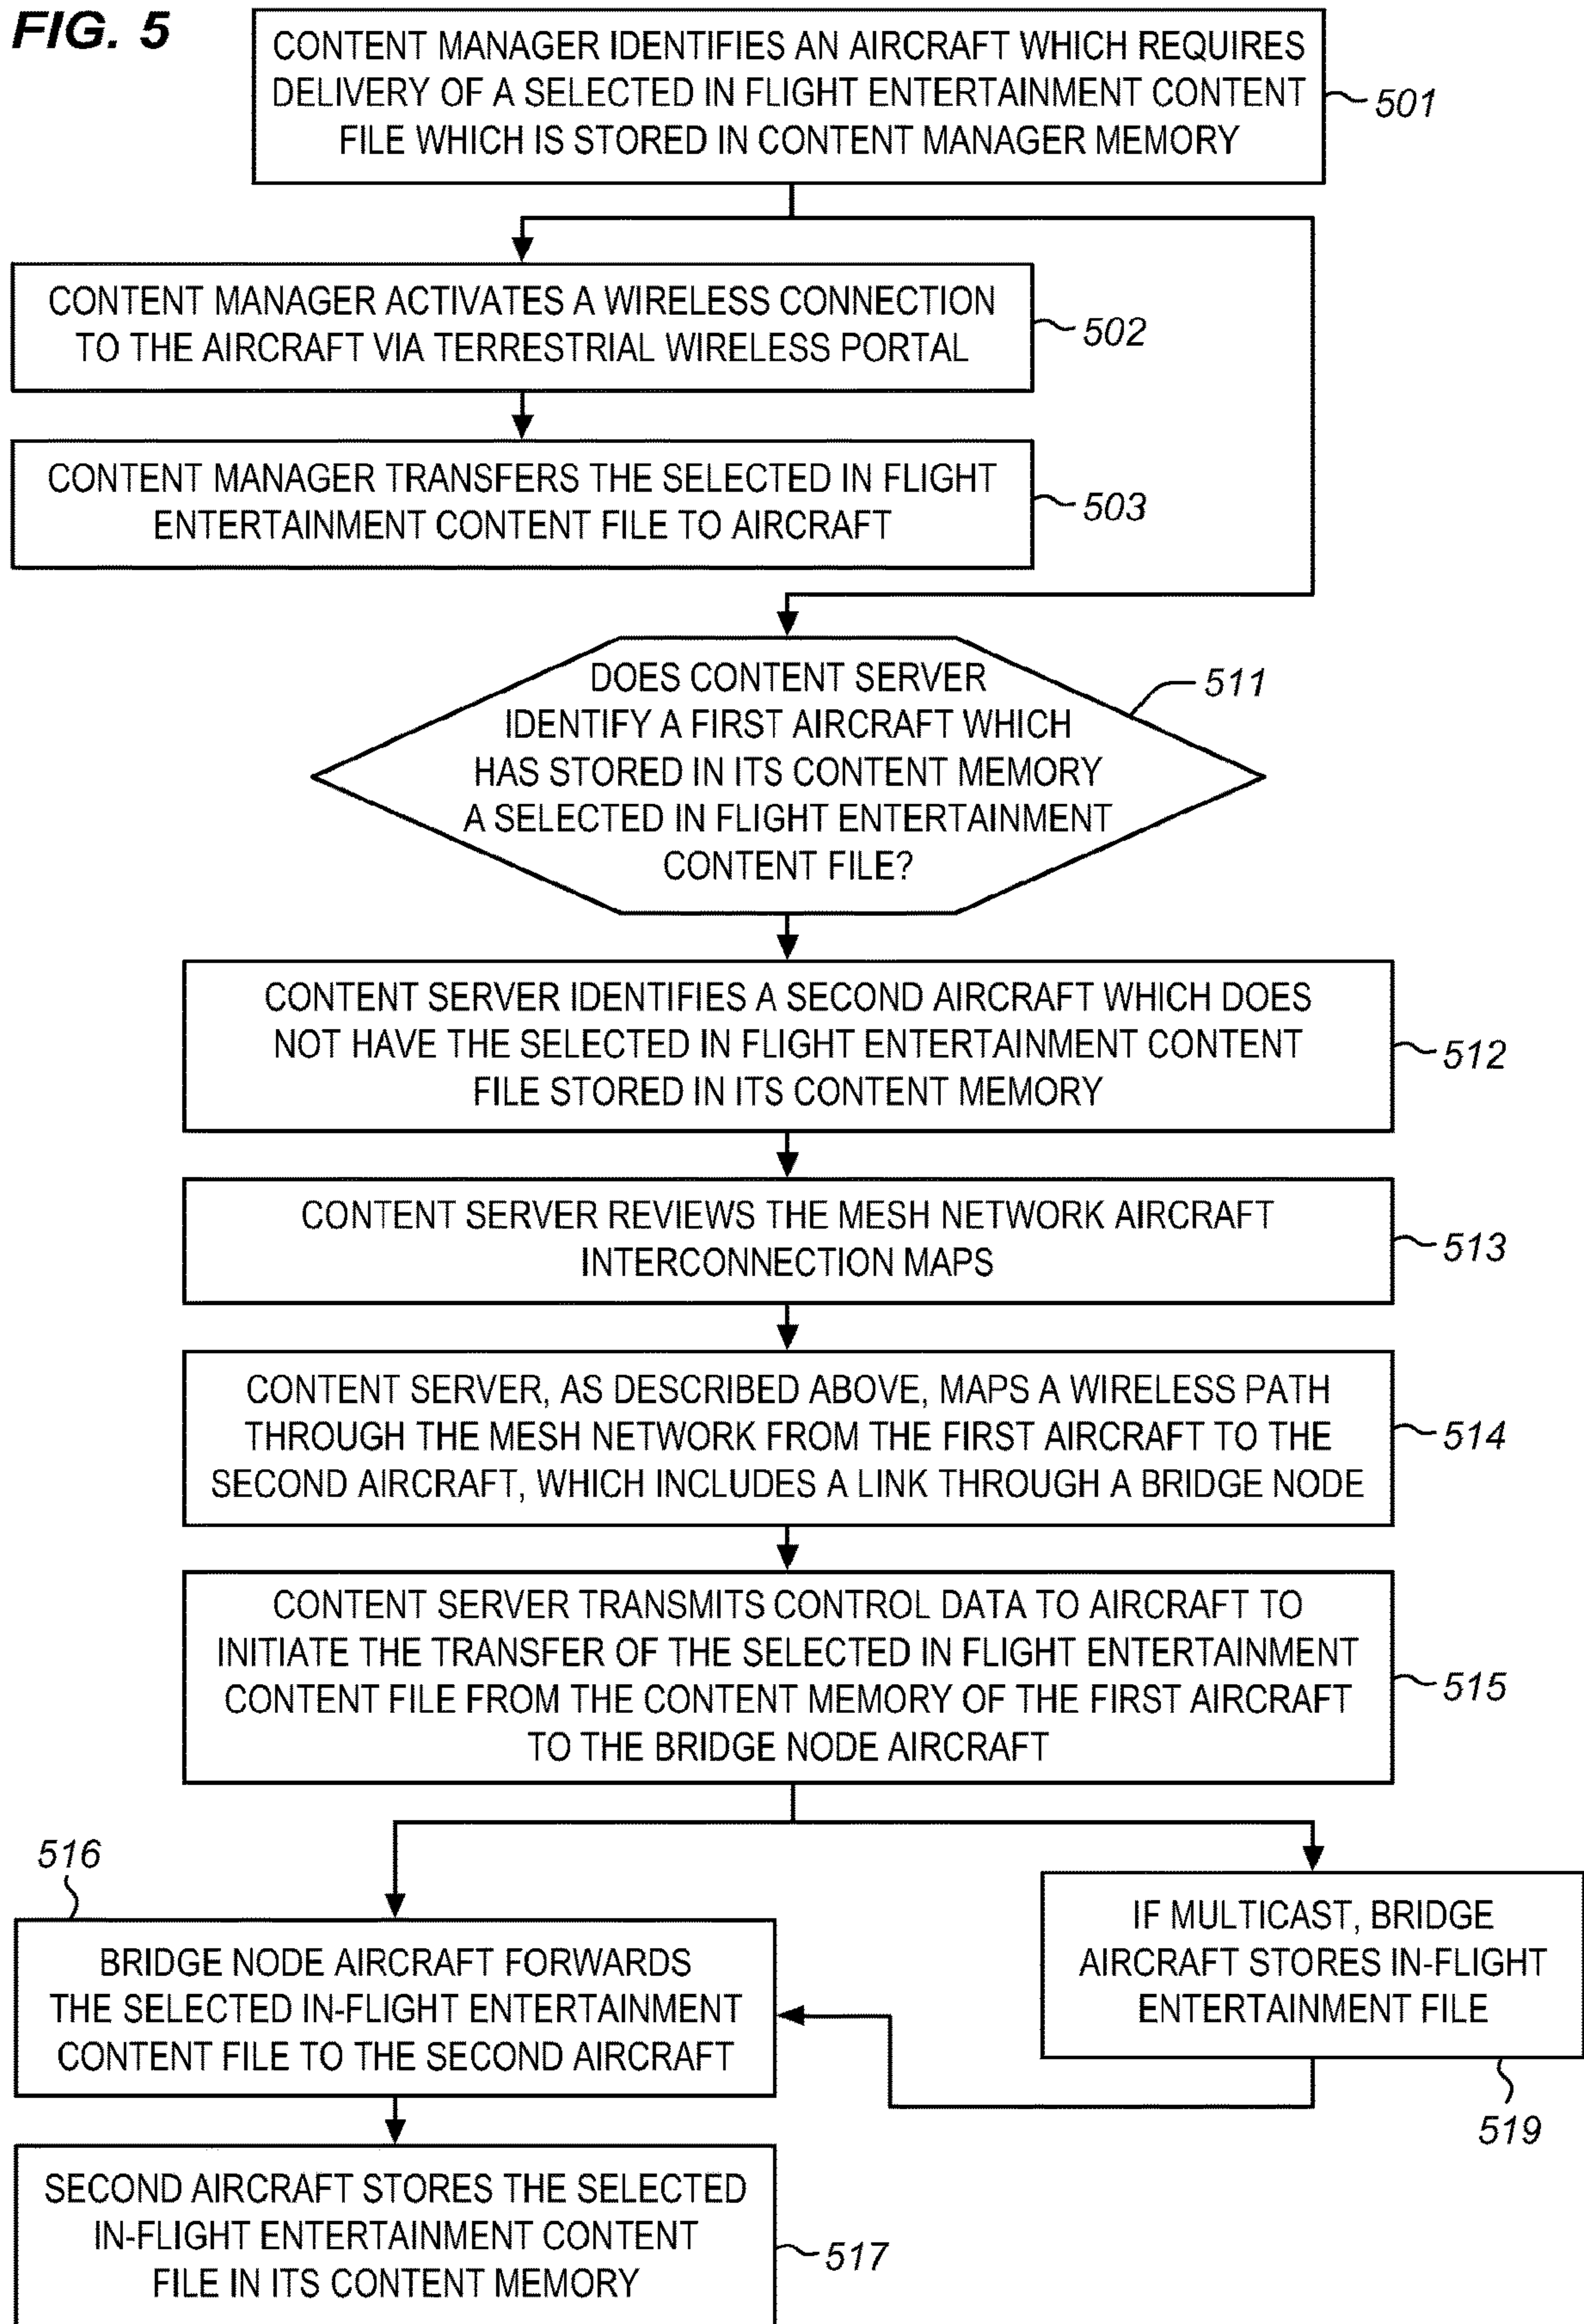 FIG. 5
CONTENT MANAGER IDENTIFIES AN AIRCRAFT WHICH REQUIRES
DELIVERY OF A SELECTED IN FLIGHT ENTERTAINMENT CONTENT
FILE WHICH IS STORED IN CONTENT MANAGER MEMORY
501
CONTENT MANAGER ACTIVATES A WIRELESS CONNECTION
TO THE AIRCRAFT VIA TERRESTRIAL WIRELESS PORTAL
502
CONTENT MANAGER TRANSFERS THE SELECTED IN FLIGHT
ENTERTAINMENT CONTENT FILE TO AIRCRAFT
503
DOES CONTENT SERVER
IDENTIFY A FIRST AIRCRAFT WHICH
HAS STORED IN ITS CONTENT MEMORY
A SELECTED IN FLIGHT ENTERTAINMENT
CONTENT FILE?
511
CONTENT SERVER IDENTIFIES A SECOND AIRCRAFT WHICH DOES
NOT HAVE THE SELECTED IN FLIGHT ENTERTAINMENT CONTENT
FILE STORED IN ITS CONTENT MEMORY
512
CONTENT SERVER REVIEWS THE MESH NETWORK AIRCRAFT
INTERCONNECTION MAPS
513
CONTENT SERVER, AS DESCRIBED ABOVE, MAPS A WIRELESS PATH
THROUGH THE MESH NETWORK FROM THE FIRST AIRCRAFT TO THE
SECOND AIRCRAFT, WHICH INCLUDES A LINK THROUGH A BRIDGE NODE
514
CONTENT SERVER TRANSMITS CONTROL DATA TO AIRCRAFT TO
INITIATE THE TRANSFER OF THE SELECTED IN FLIGHT ENTERTAINMENT
CONTENT FILE FROM THE CONTENT MEMORY OF THE FIRST AIRCRAFT
TO THE BRIDGE NODE AIRCRAFT
515
516
BRIDGE NODE AIRCRAFT FORWARDS
THE SELECTED IN-FLIGHT ENTERTAINMENT
CONTENT FILE TO THE SECOND AIRCRAFT
IF MULTICAST, BRIDGE
AIRCRAFT STORES IN-FLIGHT
ENTERTAINMENT FILE
519
SECOND AIRCRAFT STORES THE SELECTED
IN-FLIGHT ENTERTAINMENT CONTENT
FILE IN ITS CONTENT MEMORY
517